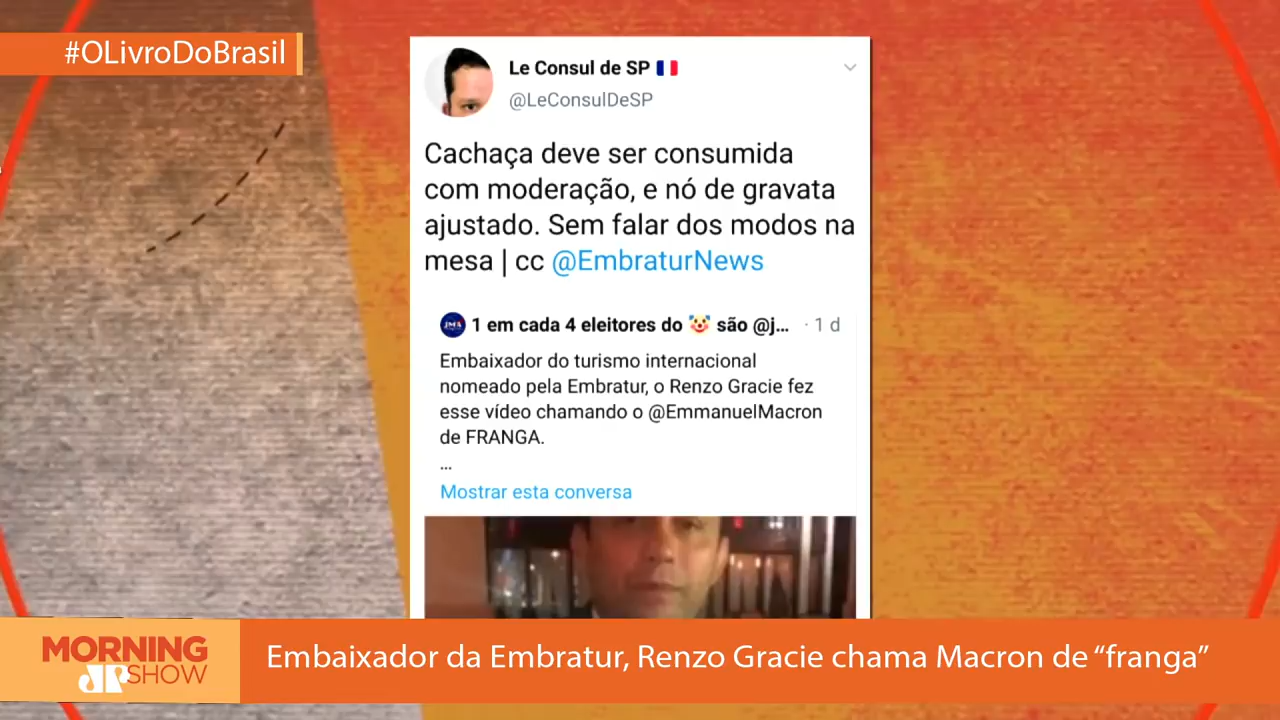 #OLivroDoBrasil
Le Consul de SP 🇫🇷
@LeConsulDeSP
Cachaça deve ser consumida
com moderação, e nó de gravata
ajustado. Sem falar dos modos na
mesa | cc @EmbraturNews
JMA 1 em cada 4 eleitores do 🤡 são @j... · 1 d
Embaixador do turismo internacional
nomeado pela Embratur, o Renzo Gracie fez
esse vídeo chamando o @EmmanuelMacron
de FRANGA.
...
Mostrar esta conversa
MORNING
JP SHOW
Embaixador da Embratur, Renzo Gracie chama Macron de “franga”